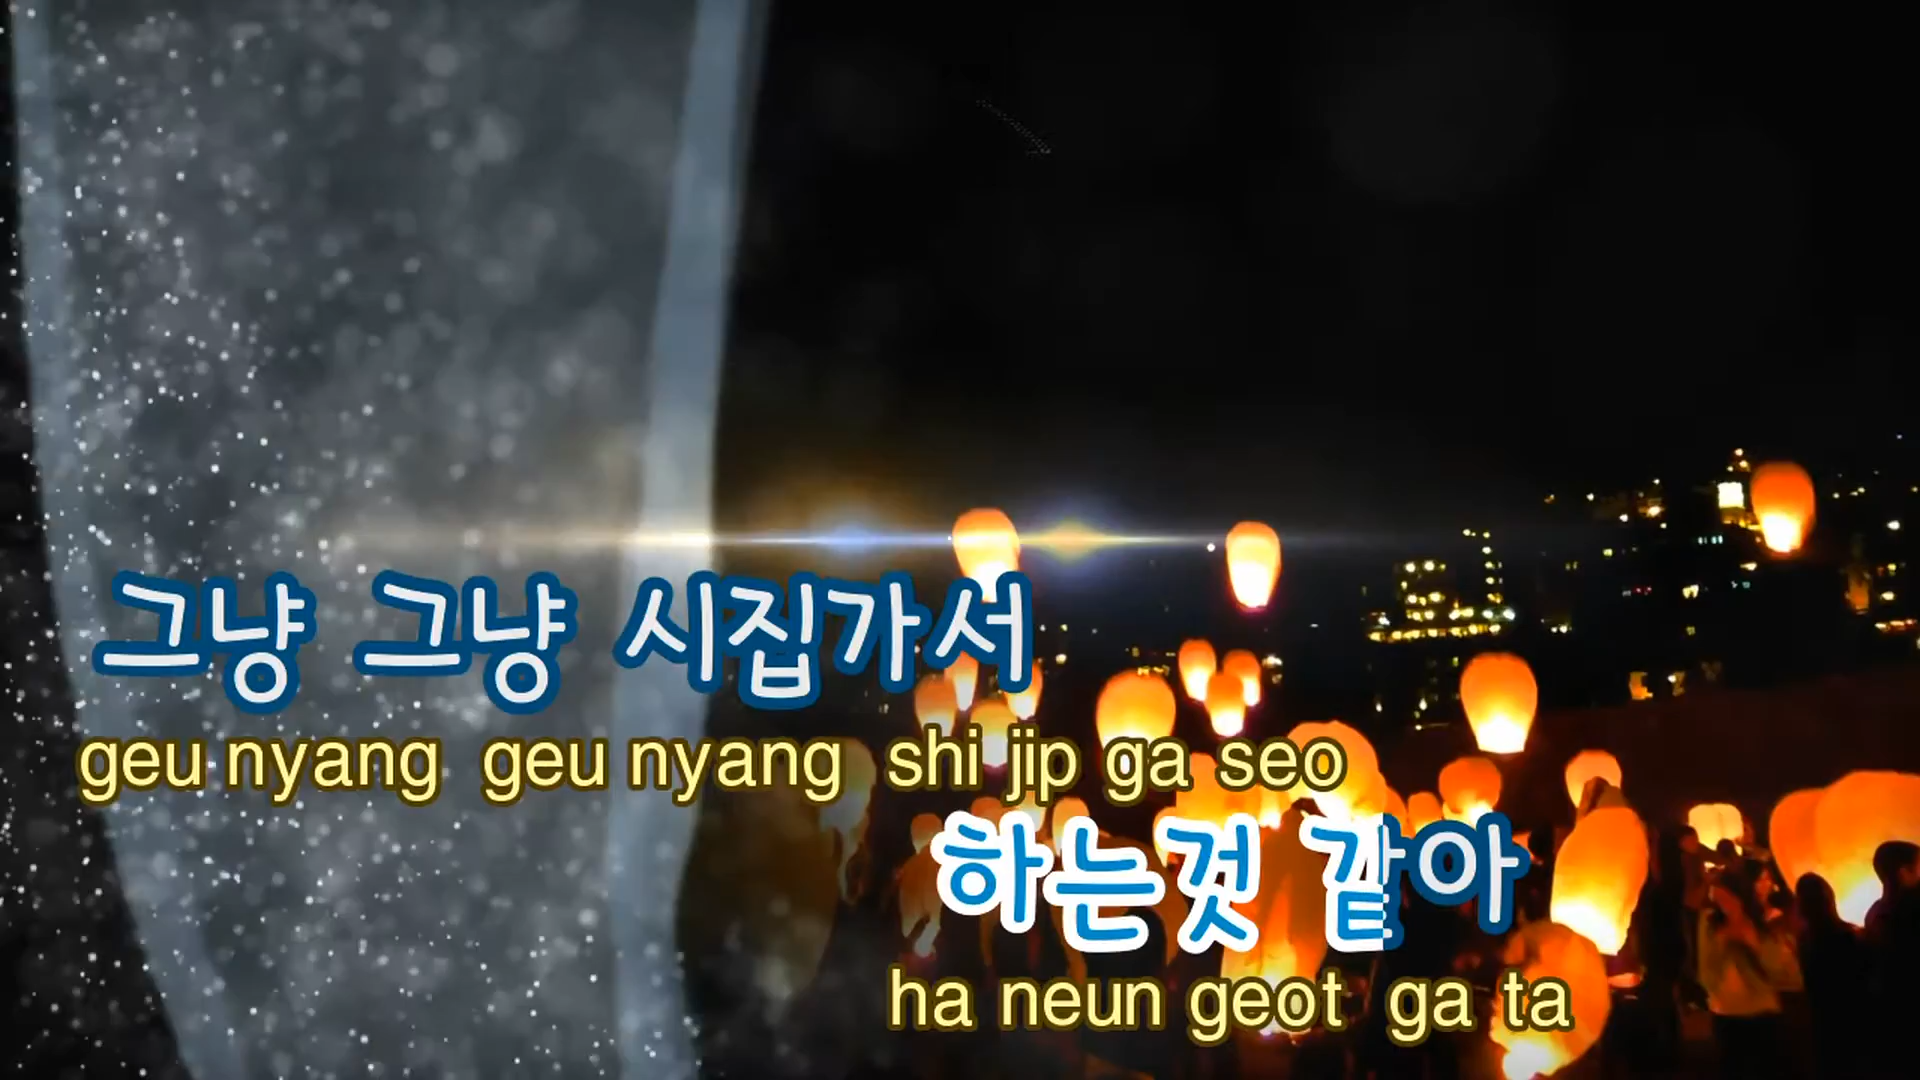 그냥 그냥 시집가서
geu nyang geu nyang shi jip ga seo
하는것 같아
ha neun geot ga ta